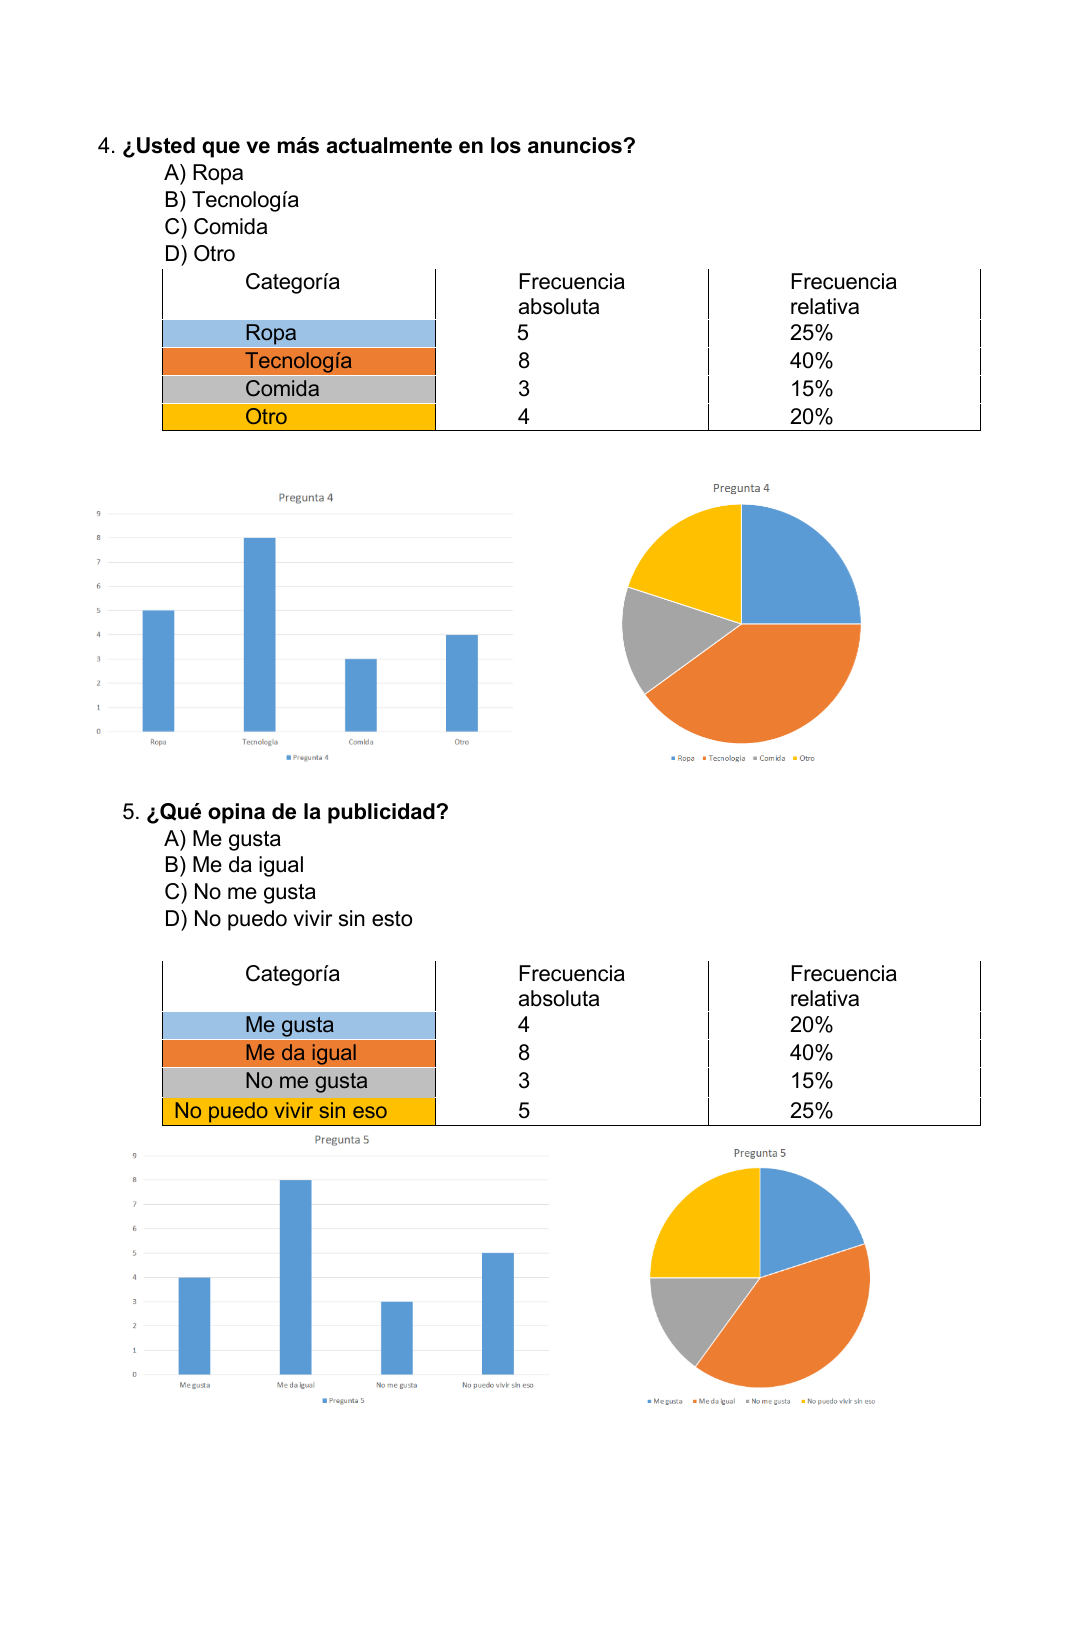 4. ¿Usted que ve más actualmente en los anuncios?
A) Ropa
B) Tecnología
C) Comida
D) Otro
Categoría Frecuencia absoluta Frecuencia relativa
Ropa 5 25%
Tecnología 8 40%
Comida 3 15%
Otro 4 20%
Pregunta 4
9
8
7
6
5
4
3
2
1
0
Ropa Tecnología Comida Otro
Pregunta 4
Pregunta 4
Ropa Tecnología Comida Otro
5. ¿Qué opina de la publicidad?
A) Me gusta
B) Me da igual
C) No me gusta
D) No puedo vivir sin esto
Categoría Frecuencia absoluta Frecuencia relativa
Me gusta 4 20%
Me da igual 8 40%
No me gusta 3 15%
No puedo vivir sin eso 5 25%
Pregunta 5
9
8
7
6
5
4
3
2
1
0
Me gusta Me da igual No me gusta No puedo vivir sin eso
Pregunta 5
Pregunta 5
Me gusta Me da igual No me gusta No puedo vivir sin eso